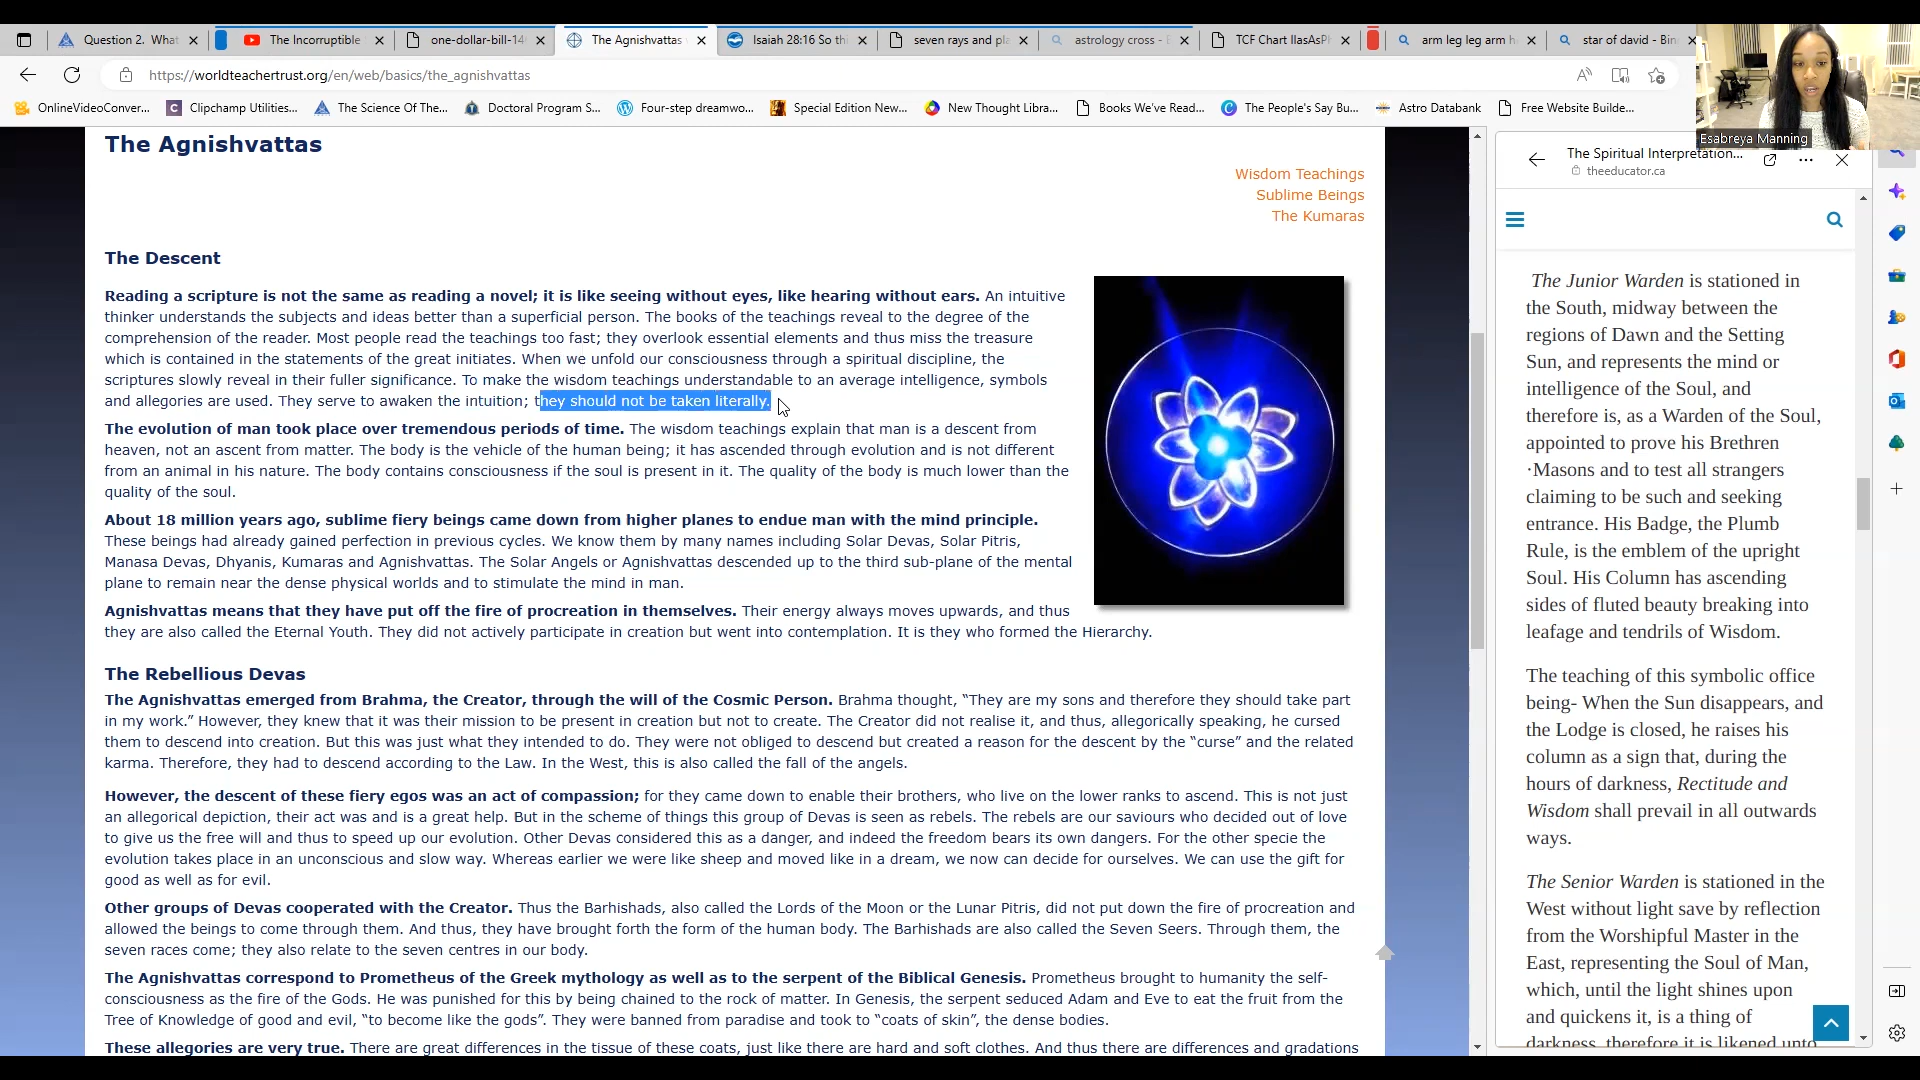 Question 2. What
The Incorruptible
one-dollar-bill-14
The Agnishvattas
Isaiah 28:16 So thi
seven rays and pla
astrology cross - B
TCF Chart IlasAsPl
arm leg leg arm h
star of david - Bin
https://worldteachertrust.org/en/web/basics/the_agnishvattas
OnlineVideoConver...
Clipchamp Utilities...
The Science Of The...
Doctoral Program S...
Four-step dreamwo...
Special Edition New...
New Thought Libra...
Books We've Read...
The People's Say Bu...
Astro Databank
Free Website Builde...
Esabreya Manning
The Agnishvattas
Wisdom Teachings
Sublime Beings
The Kumaras
The Descent
Reading a scripture is not the same as reading a novel; it is like seeing without eyes, like hearing without ears. An intuitive
thinker understands the subjects and ideas better than a superficial person. The books of the teachings reveal to the degree of the
comprehension of the reader. Most people read the teachings too fast; they overlook essential elements and thus miss the treasure
which is contained in the statements of the great initiates. When we unfold our consciousness through a spiritual discipline, the
scriptures slowly reveal in their fuller significance. To make the wisdom teachings understandable to an average intelligence, symbols
and allegories are used. They serve to awaken the intuition; they should not be taken literally.
The evolution of man took place over tremendous periods of time. The wisdom teachings explain that man is a descent from
heaven, not an ascent from matter. The body is the vehicle of the human being; it has ascended through evolution and is not different
from an animal in his nature. The body contains consciousness if the soul is present in it. The quality of the body is much lower than the
quality of the soul.
About 18 million years ago, sublime fiery beings came down from higher planes to endue man with the mind principle.
These beings had already gained perfection in previous cycles. We know them by many names including Solar Devas, Solar Pitris,
Manasa Devas, Dhyanis, Kumaras and Agnishvattas. The Solar Angels or Agnishvattas descended up to the third sub-plane of the mental
plane to remain near the dense physical worlds and to stimulate the mind in man.
Agnishvattas means that they have put off the fire of procreation in themselves. Their energy always moves upwards, and thus
they are also called the Eternal Youth. They did not actively participate in creation but went into contemplation. It is they who formed the Hierarchy.
The Rebellious Devas
The Agnishvattas emerged from Brahma, the Creator, through the will of the Cosmic Person. Brahma thought, “They are my sons and therefore they should take part
in my work.” However, they knew that it was their mission to be present in creation but not to create. The Creator did not realise it, and thus, allegorically speaking, he cursed
them to descend into creation. But this was just what they intended to do. They were not obliged to descend but created a reason for the descent by the “curse” and the related
karma. Therefore, they had to descend according to the Law. In the West, this is also called the fall of the angels.
However, the descent of these fiery egos was an act of compassion; for they came down to enable their brothers, who live on the lower ranks to ascend. This is not just
an allegorical depiction, their act was and is a great help. But in the scheme of things this group of Devas is seen as rebels. The rebels are our saviours who decided out of love
to give us the free will and thus to speed up our evolution. Other Devas considered this as a danger, and indeed the freedom bears its own dangers. For the other specie the
evolution takes place in an unconscious and slow way. Whereas earlier we were like sheep and moved like in a dream, we now can decide for ourselves. We can use the gift for
good as well as for evil.
Other groups of Devas cooperated with the Creator. Thus the Barhishads, also called the Lords of the Moon or the Lunar Pitris, did not put down the fire of procreation and
allowed the beings to come through them. And thus, they have brought forth the form of the human body. The Barhishads are also called the Seven Seers. Through them, the
seven races come; they also relate to the seven centres in our body.
The Agnishvattas correspond to Prometheus of the Greek mythology as well as to the serpent of the Biblical Genesis. Prometheus brought to humanity the self-
consciousness as the fire of the Gods. He was punished for this by being chained to the rock of matter. In Genesis, the serpent seduced Adam and Eve to eat the fruit from the
Tree of Knowledge of good and evil, “to become like the gods”. They were banned from paradise and took to “coats of skin”, the dense bodies.
These allegories are very true. There are great differences in the tissue of these coats, just like there are hard and soft clothes. And thus there are differences and gradations
The Spiritual Interpretation...
theeducator.ca
The Junior Warden is stationed in
the South, midway between the
regions of Dawn and the Setting
Sun, and represents the mind or
intelligence of the Soul, and
therefore is, as a Warden of the Soul,
appointed to prove his Brethren
·Masons and to test all strangers
claiming to be such and seeking
entrance. His Badge, the Plumb
Rule, is the emblem of the upright
Soul. His Column has ascending
sides of fluted beauty breaking into
leafage and tendrils of Wisdom.
The teaching of this symbolic office
being- When the Sun disappears, and
the Lodge is closed, he raises his
column as a sign that, during the
hours of darkness, Rectitude and
Wisdom shall prevail in all outwards
ways.
The Senior Warden is stationed in the
West without light save by reflection
from the Worshipful Master in the
East, representing the Soul of Man,
which, until the light shines upon
and quickens it, is a thing of
darkness, therefore it is likened unto